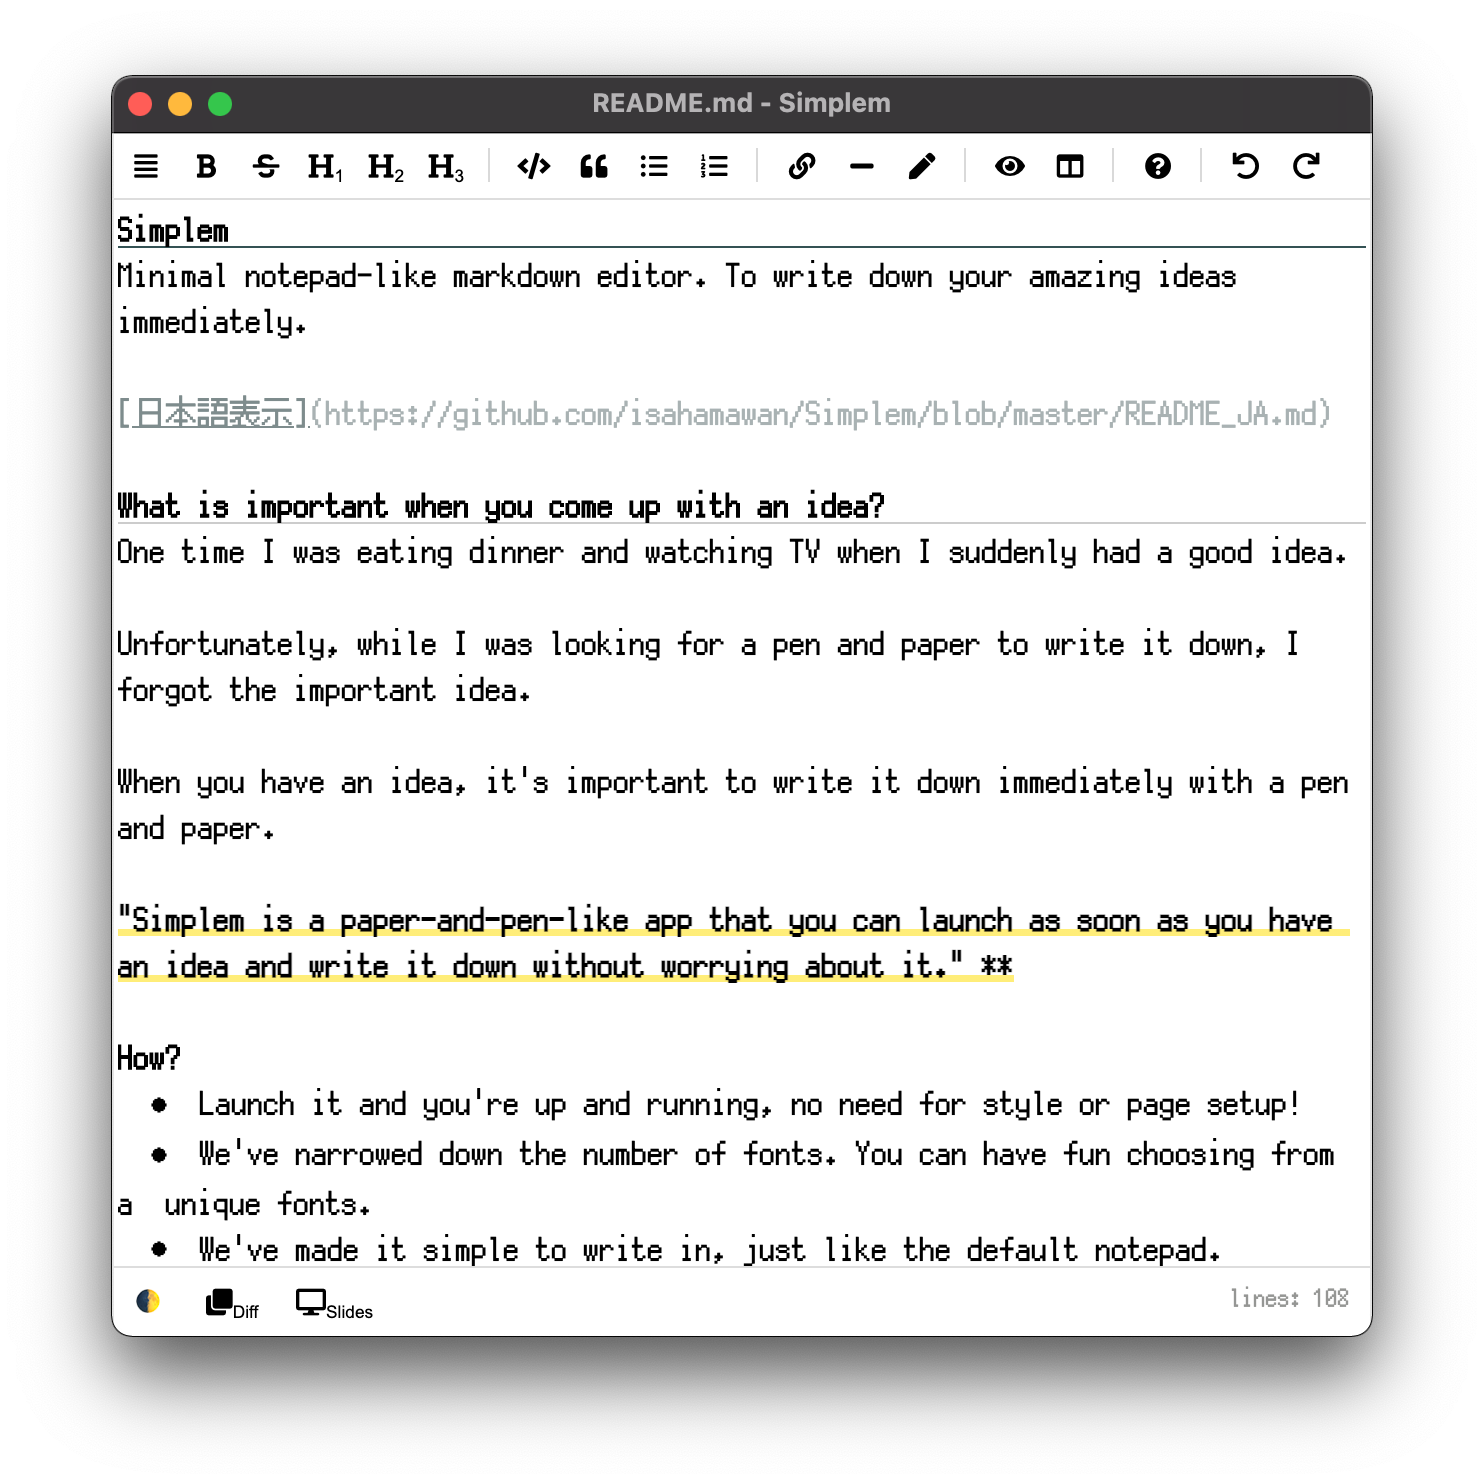 README.md - Simplem
B S H1 H2 H3
Simplem
Minimal notepad-like markdown editor. To write down your amazing ideas
immediately.
[日本語表示](https://github.com/isahamawan/Simplem/blob/master/README_JA.md)
What is important when you come up with an idea?
One time I was eating dinner and watching TV when I suddenly had a good idea.
Unfortunately, while I was looking for a pen and paper to write it down, I
forgot the important idea.
When you have an idea, it's important to write it down immediately with a pen
and paper.
"Simplem is a paper-and-pen-like app that you can launch as soon as you have
an idea and write it down without worrying about it." **
How?
● Launch it and you're up and running, no need for style or page setup!
● We've narrowed down the number of fonts. You can have fun choosing from
a  unique fonts.
● We've made it simple to write in, just like the default notepad.
Diff Slides lines: 108